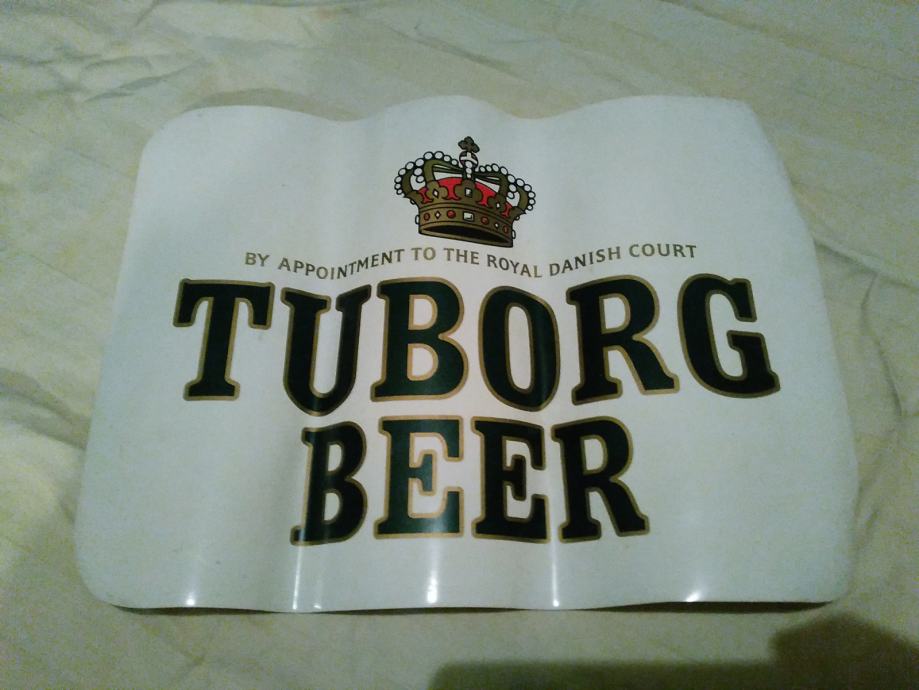 BY APPOINTMENT TO THE ROYAL DANISH COURT
TUBORG
BEER